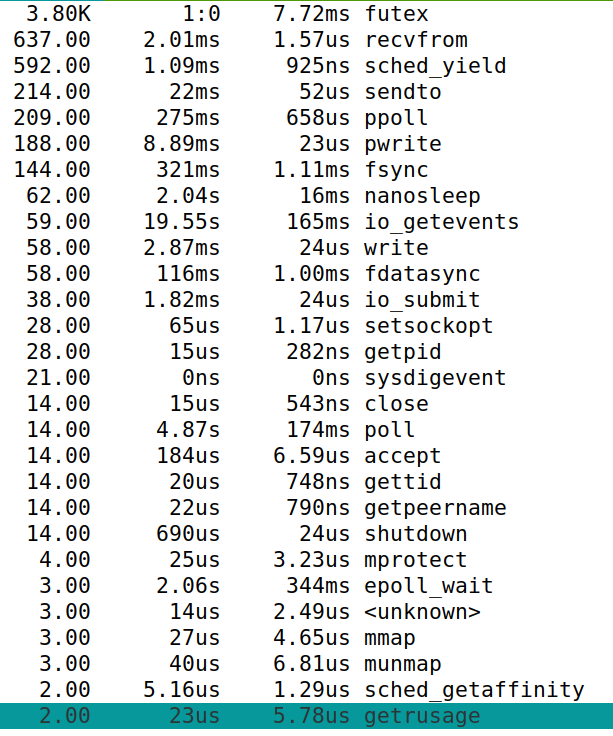 3.80K 1:0 7.72ms futex
637.00 2.01ms 1.57us recvfrom
592.00 1.09ms 925ns sched_yield
214.00 22ms 52us sendto
209.00 275ms 658us ppoll
188.00 8.89ms 23us pwrite
144.00 321ms 1.11ms fsync
62.00 2.04s 16ms nanosleep
59.00 19.55s 165ms io_getevents
58.00 2.87ms 24us write
58.00 116ms 1.00ms fdatasync
38.00 1.82ms 24us io_submit
28.00 65us 1.17us setsockopt
28.00 15us 282ns getpid
21.00 0ns 0ns sysdigevent
14.00 15us 543ns close
14.00 4.87s 174ms poll
14.00 184us 6.59us accept
14.00 20us 748ns gettid
14.00 22us 790ns getpeername
14.00 690us 24us shutdown
4.00 25us 3.23us mprotect
3.00 2.06s 344ms epoll_wait
3.00 14us 2.49us <unknown>
3.00 27us 4.65us mmap
3.00 40us 6.81us munmap
2.00 5.16us 1.29us sched_getaffinity
2.00 23us 5.78us getrusage